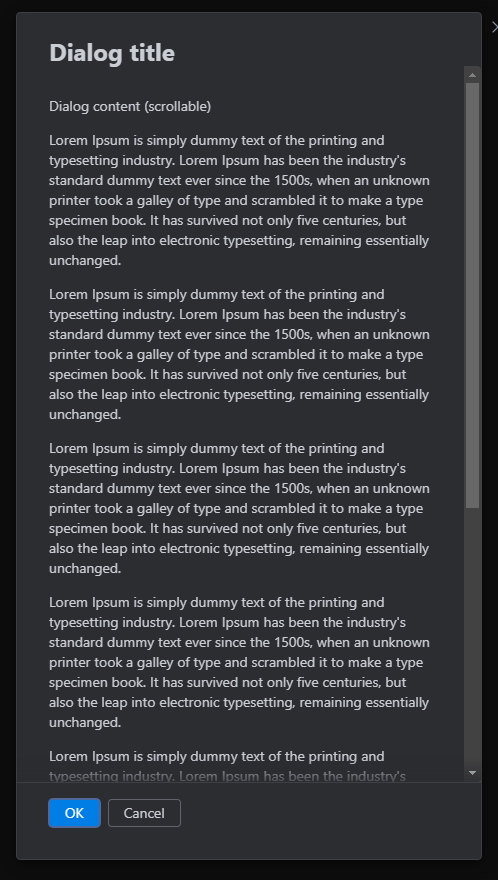 Dialog title
Dialog content (scrollable)
Lorem Ipsum is simply dummy text of the printing and
typesetting industry. Lorem Ipsum has been the industry's
standard dummy text ever since the 1500s, when an unknown
printer took a galley of type and scrambled it to make a type
specimen book. It has survived not only five centuries, but
also the leap into electronic typesetting, remaining essentially
unchanged.
Lorem Ipsum is simply dummy text of the printing and
typesetting industry. Lorem Ipsum has been the industry's
standard dummy text ever since the 1500s, when an unknown
printer took a galley of type and scrambled it to make a type
specimen book. It has survived not only five centuries, but
also the leap into electronic typesetting, remaining essentially
unchanged.
Lorem Ipsum is simply dummy text of the printing and
typesetting industry. Lorem Ipsum has been the industry's
standard dummy text ever since the 1500s, when an unknown
printer took a galley of type and scrambled it to make a type
specimen book. It has survived not only five centuries, but
also the leap into electronic typesetting, remaining essentially
unchanged.
Lorem Ipsum is simply dummy text of the printing and
typesetting industry. Lorem Ipsum has been the industry's
standard dummy text ever since the 1500s, when an unknown
printer took a galley of type and scrambled it to make a type
specimen book. It has survived not only five centuries, but
also the leap into electronic typesetting, remaining essentially
unchanged.
Lorem Ipsum is simply dummy text of the printing and
typesetting industry. Lorem Ipsum has been the industry's
OK Cancel